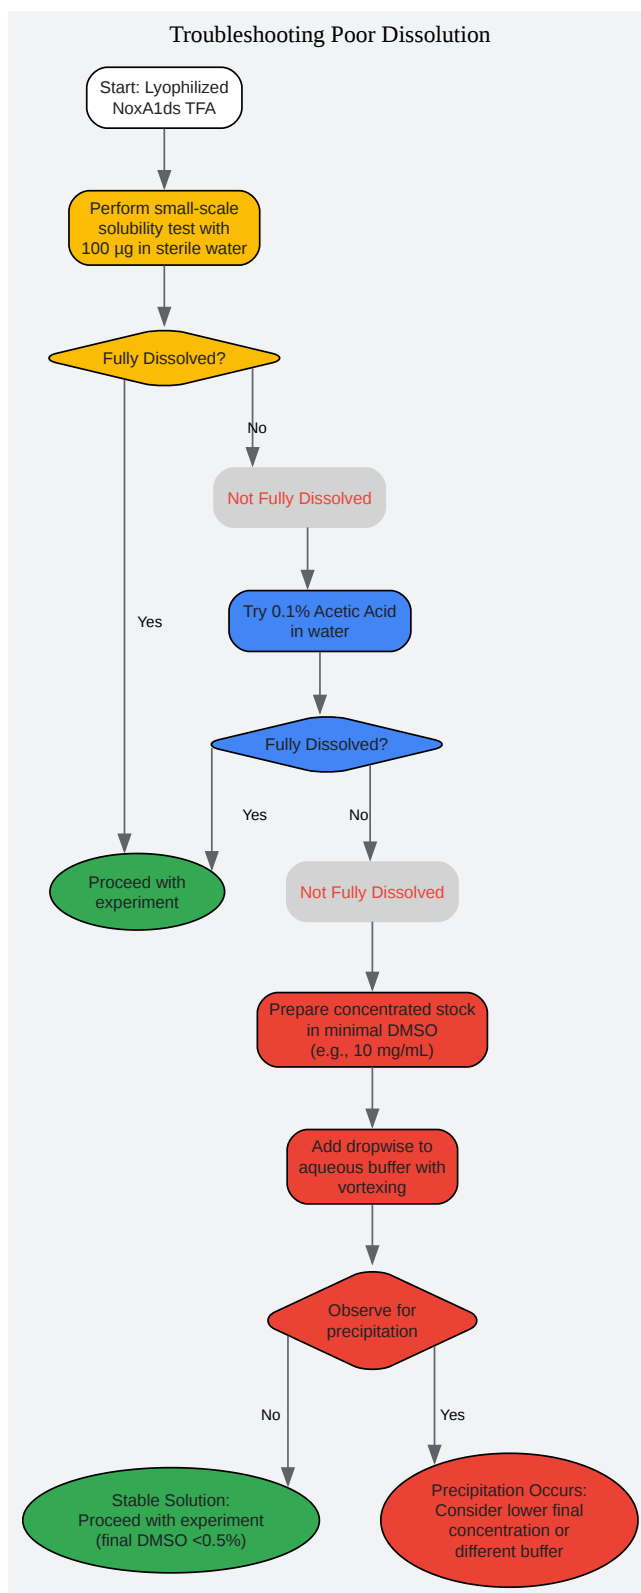 Troubleshooting Poor Dissolution
Start: Lyophilized
NoxA1ds TFA
Perform small-scale
solubility test with
100 µg in sterile water
Fully Dissolved?
No
Not Fully Dissolved
Yes
Try 0.1% Acetic Acid
in water
Fully Dissolved?
Yes
No
Proceed with
experiment
Not Fully Dissolved
Prepare concentrated stock
in minimal DMSO
(e.g., 10 mg/mL)
Add dropwise to
aqueous buffer with
vortexing
Observe for
precipitation
No
Yes
Stable Solution:
Proceed with experiment
(final DMSO <0.5%)
Precipitation Occurs:
Consider lower final
concentration or
different buffer